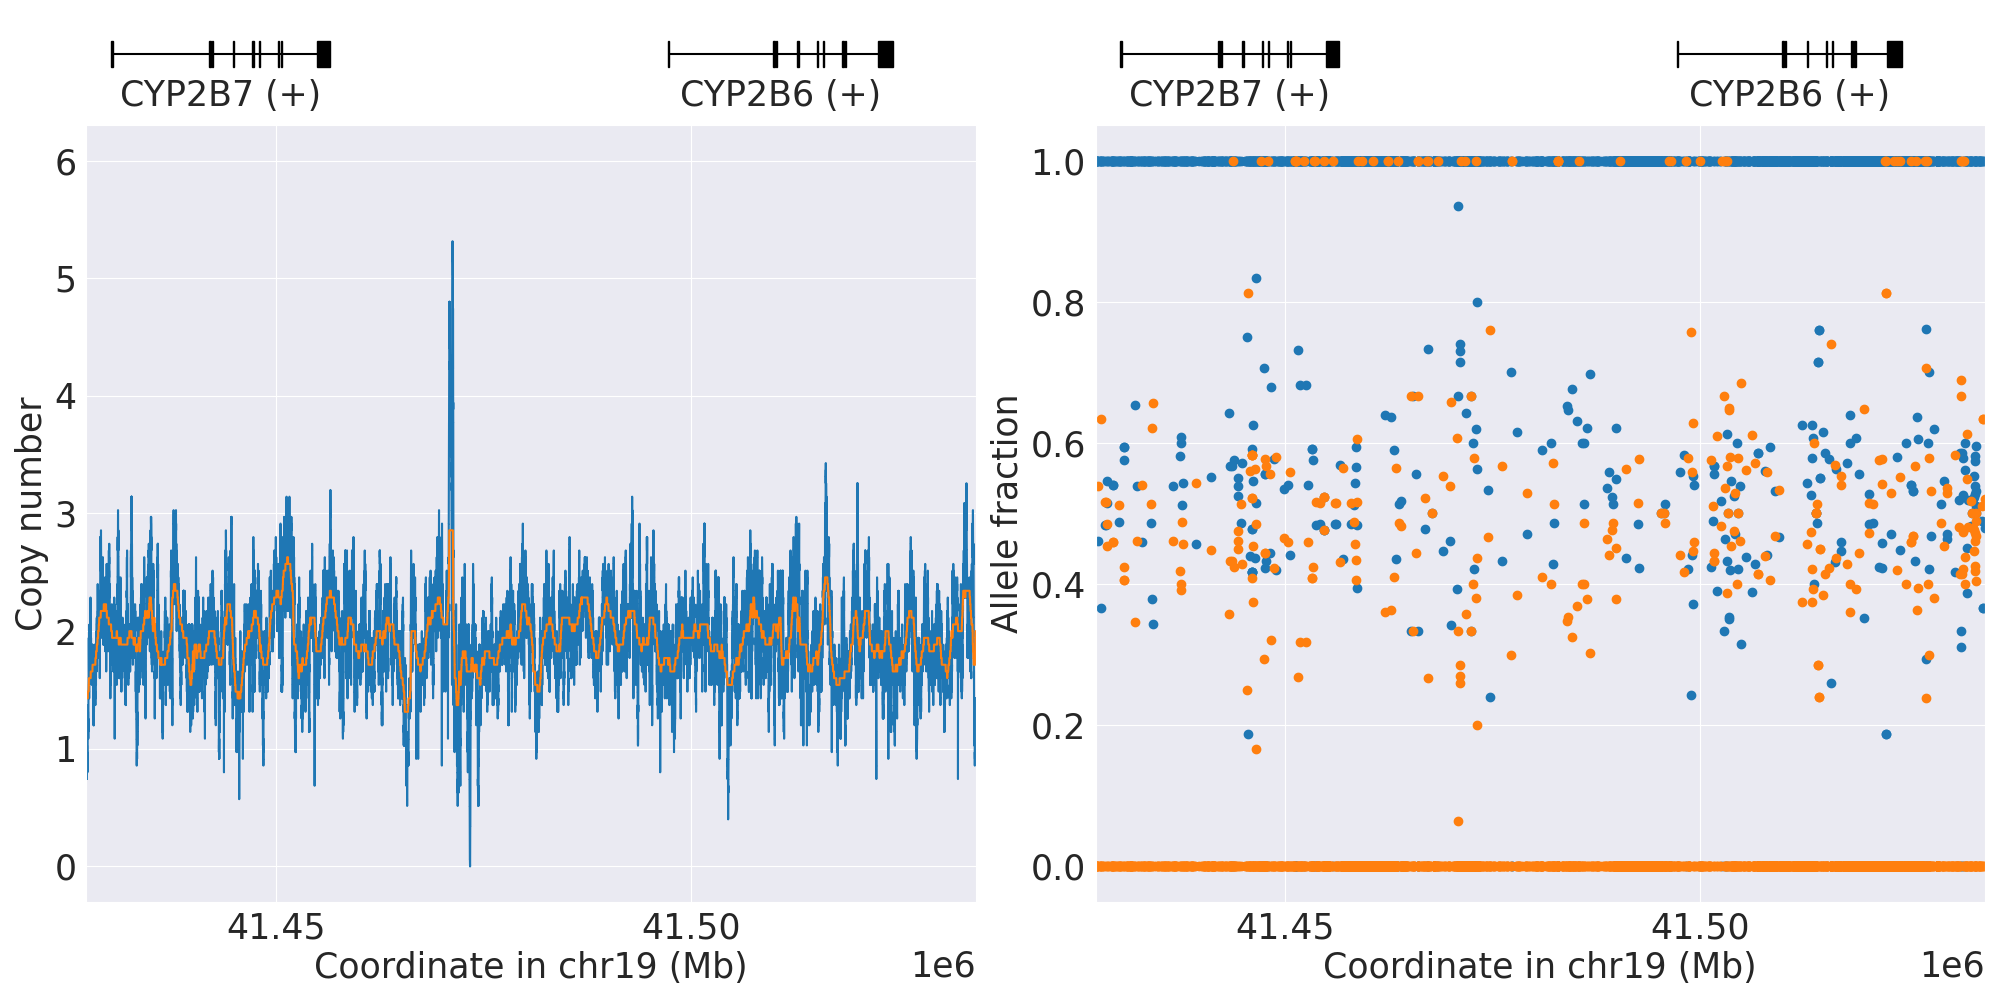 CYP2B7 (+)
CYP2B6 (+)
6
5
4
3
2
1
0
Copy number
41.45
41.50
Coordinate in chr19 (Mb)
1e6
CYP2B7 (+)
CYP2B6 (+)
1.0
0.8
0.6
0.4
0.2
0.0
Allele fraction
41.45
41.50
Coordinate in chr19 (Mb)
1e6